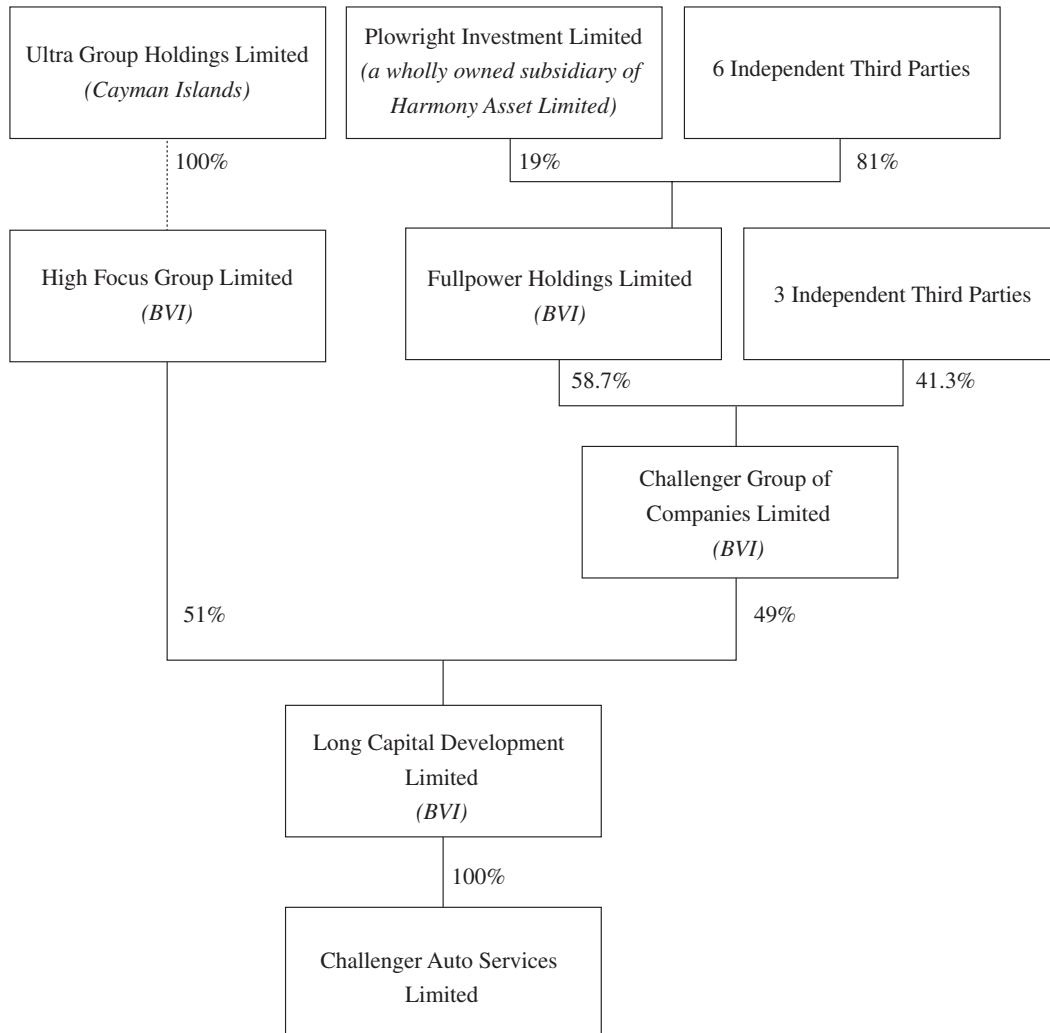 Ultra Group Holdings Limited
(Cayman Islands)
Plowright Investment Limited
(a wholly owned subsidiary of
Harmony Asset Limited)
6 Independent Third Parties
100%
19%
81%
High Focus Group Limited
(BVI)
Fullpower Holdings Limited
(BVI)
3 Independent Third Parties
58.7%
41.3%
Challenger Group of
Companies Limited
(BVI)
51%
49%
Long Capital Development
Limited
(BVI)
100%
Challenger Auto Services
Limited